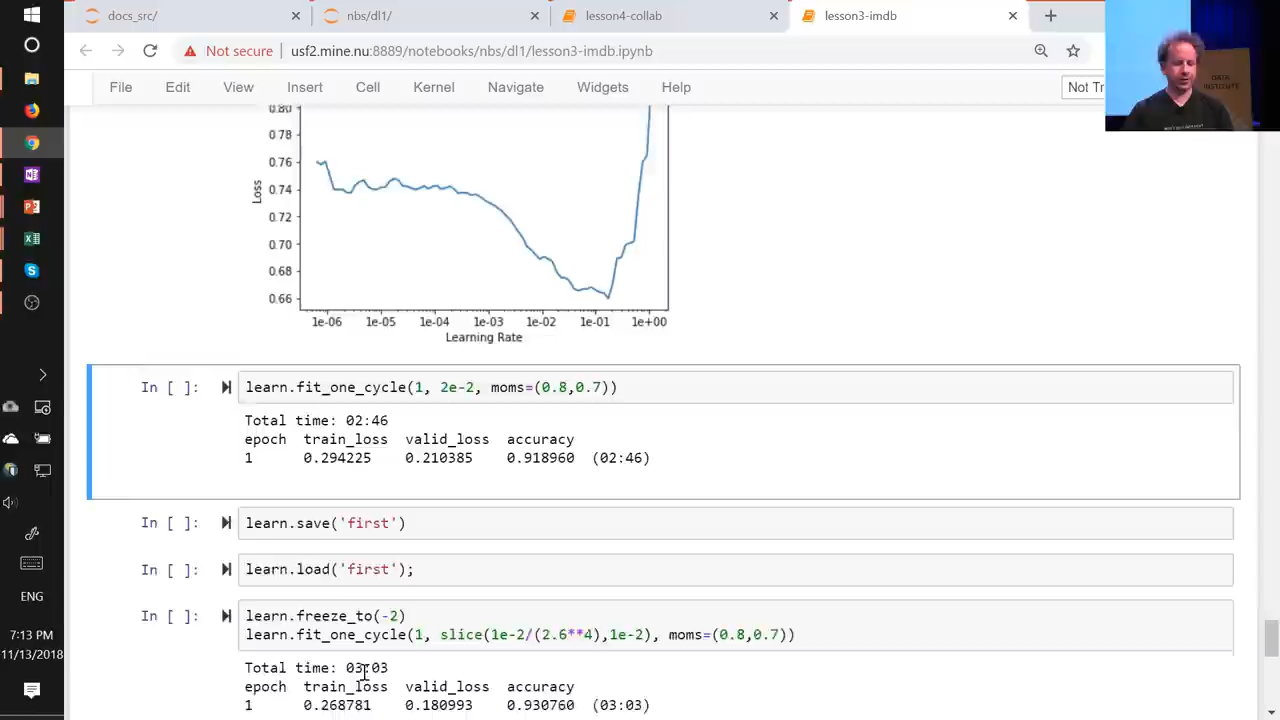 docs_src/
nbs/dl1/
lesson4-collab
lesson3-imdb
Not secure
usf2.mine.nu:8889/notebooks/nbs/dl1/lesson3-imdb.ipynb
File Edit View Insert Cell Kernel Navigate Widgets Help
Not Tr
DATA
INSTITUTE
0.80
0.78
0.76
0.74
0.72
0.70
0.68
0.66
Loss
1e-06 1e-05 1e-04 1e-03 1e-02 1e-01 1e+00
Learning Rate
In [ ]: learn.fit_one_cycle(1, 2e-2, moms=(0.8,0.7))
Total time: 02:46
epoch train_loss valid_loss accuracy
1 0.294225 0.210385 0.918960 (02:46)
In [ ]: learn.save('first')
In [ ]: learn.load('first');
In [ ]: learn.freeze_to(-2)
learn.fit_one_cycle(1, slice(1e-2/(2.6**4),1e-2), moms=(0.8,0.7))
Total time: 03:03
epoch train_loss valid_loss accuracy
1 0.268781 0.180993 0.930760 (03:03)
ENG
7:13 PM
11/13/2018